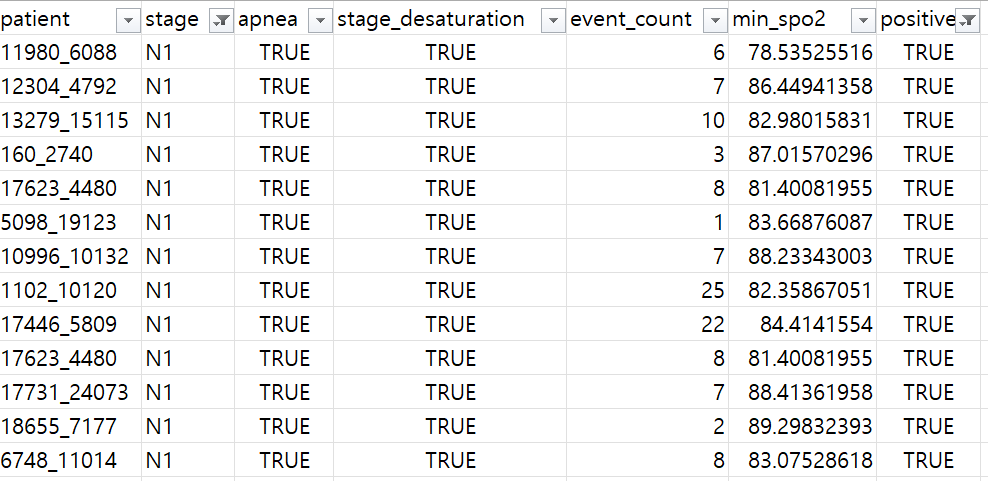 patient stage apnea stage_desaturation event_count min_spo2 positive
11980_6088 N1 TRUE TRUE 6 78.53525516 TRUE
12304_4792 N1 TRUE TRUE 7 86.44941358 TRUE
13279_15115 N1 TRUE TRUE 10 82.98015831 TRUE
160_2740 N1 TRUE TRUE 3 87.01570296 TRUE
17623_4480 N1 TRUE TRUE 8 81.40081955 TRUE
5098_19123 N1 TRUE TRUE 1 83.66876087 TRUE
10996_10132 N1 TRUE TRUE 7 88.23343003 TRUE
1102_10120 N1 TRUE TRUE 25 82.35867051 TRUE
17446_5809 N1 TRUE TRUE 22 84.4141554 TRUE
17623_4480 N1 TRUE TRUE 8 81.40081955 TRUE
17731_24073 N1 TRUE TRUE 7 88.41361958 TRUE
18655_7177 N1 TRUE TRUE 2 89.29832393 TRUE
6748_11014 N1 TRUE TRUE 8 83.07528618 TRUE